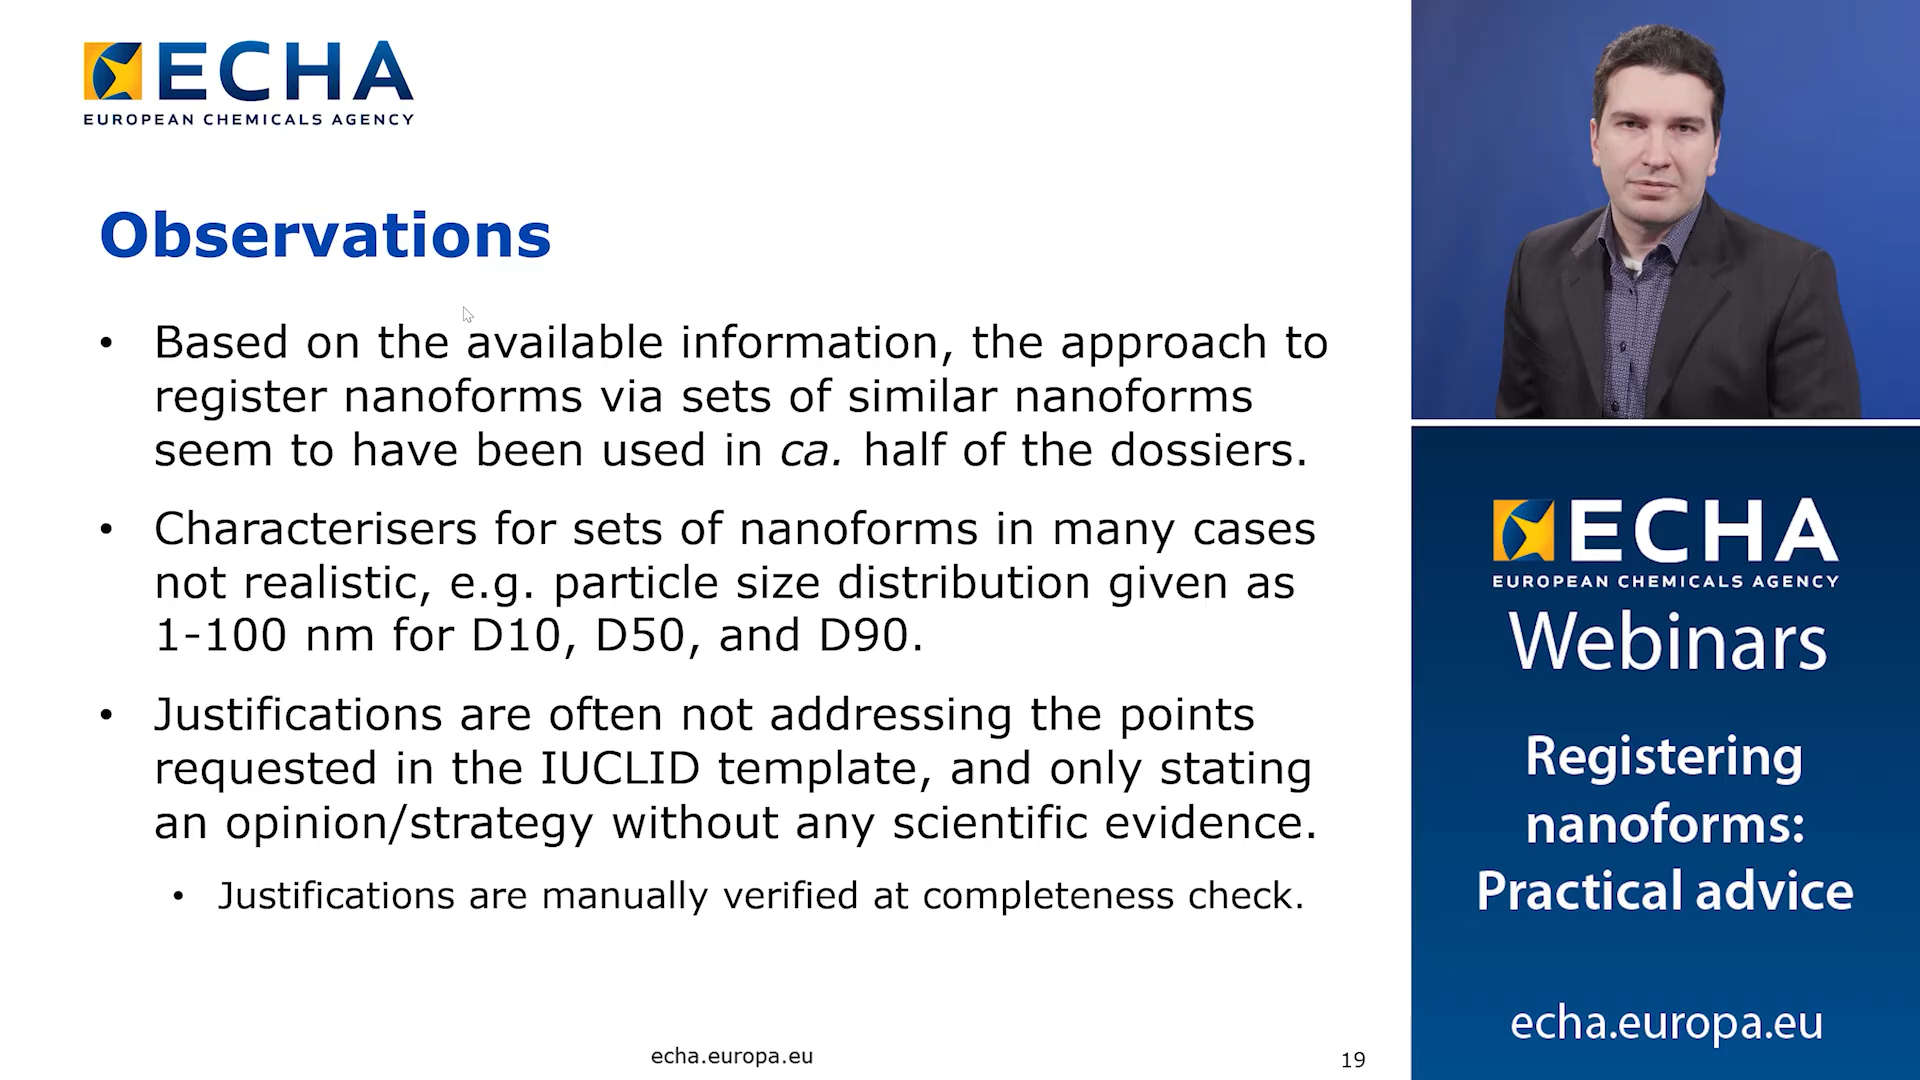 ECHA
EUROPEAN CHEMICALS AGENCY
Observations
• Based on the available information, the approach to
register nanoforms via sets of similar nanoforms
seem to have been used in ca. half of the dossiers.
• Characterisers for sets of nanoforms in many cases
not realistic, e.g. particle size distribution given as
1-100 nm for D10, D50, and D90.
• Justifications are often not addressing the points
requested in the IUCLID template, and only stating
an opinion/strategy without any scientific evidence.
• Justifications are manually verified at completeness check.
echa.europa.eu
19
ECHA
EUROPEAN CHEMICALS AGENCY
Webinars
Registering
nanoforms:
Practical advice
echa.europa.eu